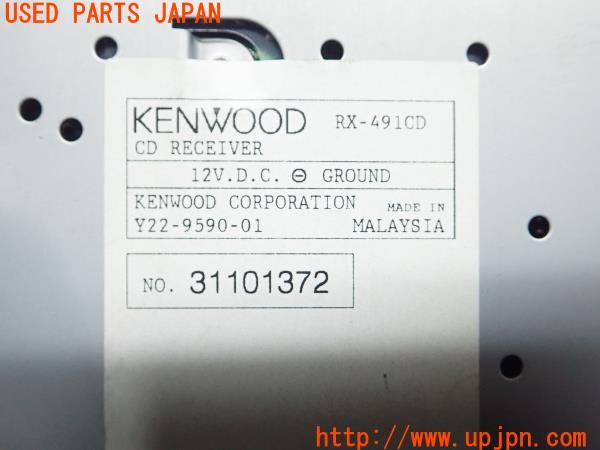 USED PARTS JAPAN
KENWOOD RX-491CD
CD RECEIVER
12V.D.C. ⊖ GROUND
KENWOOD CORPORATION MADE IN
Y22-9590-01 MALAYSIA
NO. 31101372
http://www.upjpn.com